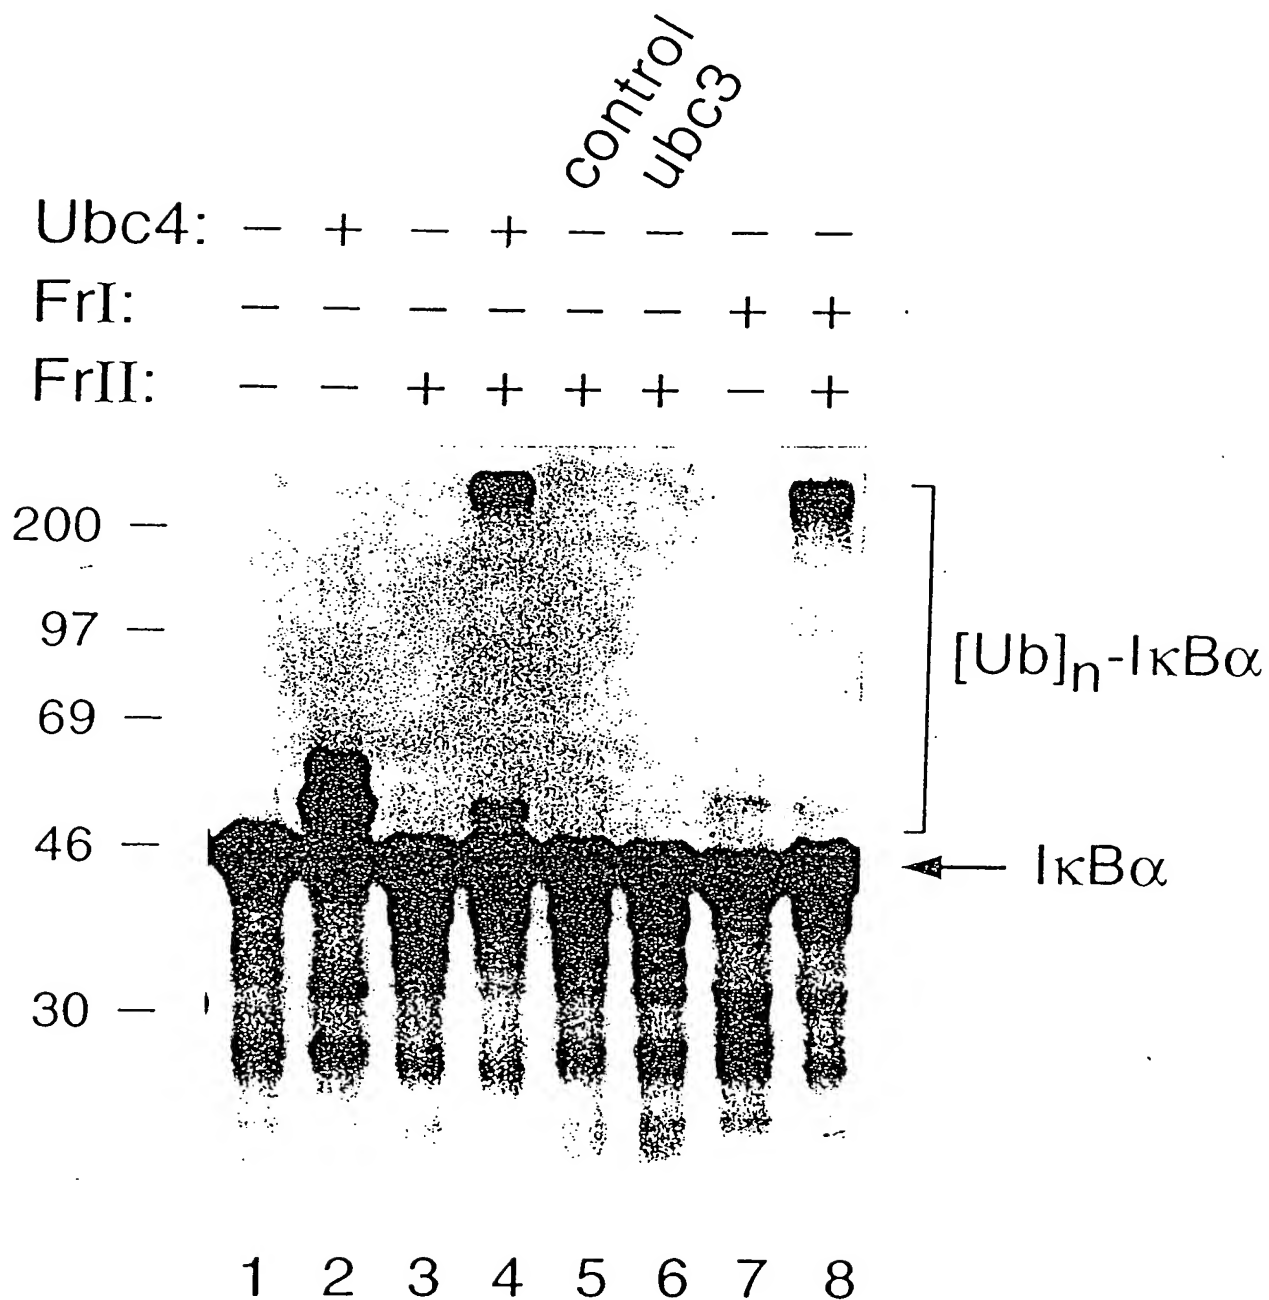 control
ubc3
Ubc4: − + − + − − − −
FrI: − − − − − − + +
FrII: − − + + + + − +
200 —
97 —
69 —
46 —
30 —
[Ub]n-IκBα
IκBα
1 2 3 4 5 6 7 8